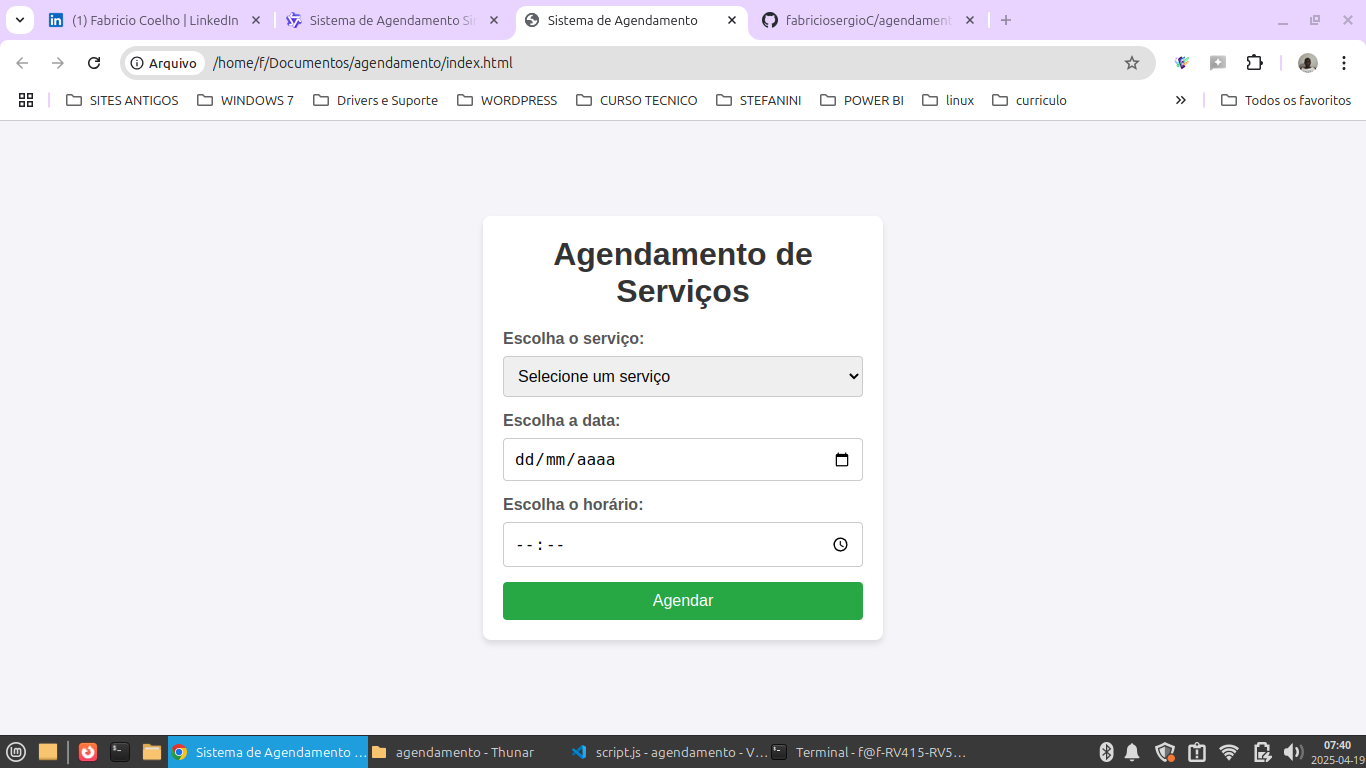 (1) Fabricio Coelho | LinkedIn
Sistema de Agendamento Sim
Sistema de Agendamento
fabriciosergioC/agendament
Arquivo
/home/f/Documentos/agendamento/index.html
SITES ANTIGOS
WINDOWS 7
Drivers e Suporte
WORDPRESS
CURSO TECNICO
STEFANINI
POWER BI
linux
curriculo
Todos os favoritos
Agendamento de
Serviços
Escolha o serviço:
Selecione um serviço
Escolha a data:
dd/mm/aaaa
Escolha o horário:
--:--
Agendar
Sistema de Agendamento ...
agendamento - Thunar
script.js - agendamento - V...
Terminal - f@f-RV415-RV5...
07:40
2025-04-19